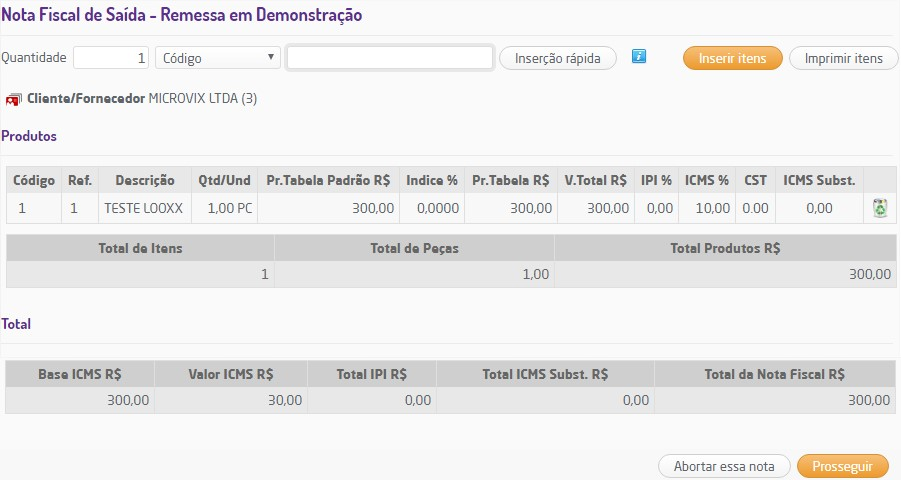 Nota Fiscal de Saída - Remessa em Demonstração
Quantidade 1 Código Inserção rápida i Inserir itens Imprimir itens
Cliente/Fornecedor MICROVIX LTDA (3)
Produtos
Código Ref. Descrição Qtd/Und Pr.Tabela Padrão R$ Indice % Pr.Tabela R$ V.Total R$ IPI % ICMS % CST ICMS Subst.
1 1 TESTE LOOXX 1,00 PC 300,00 0,0000 300,00 300,00 0,00 10,00 0.00 0,00
Total de Itens Total de Peças Total Produtos R$
1 1,00 300,00
Total
Base ICMS R$ Valor ICMS R$ Total IPI R$ Total ICMS Subst. R$ Total da Nota Fiscal R$
300,00 30,00 0,00 0,00 300,00
Abortar essa nota Prosseguir